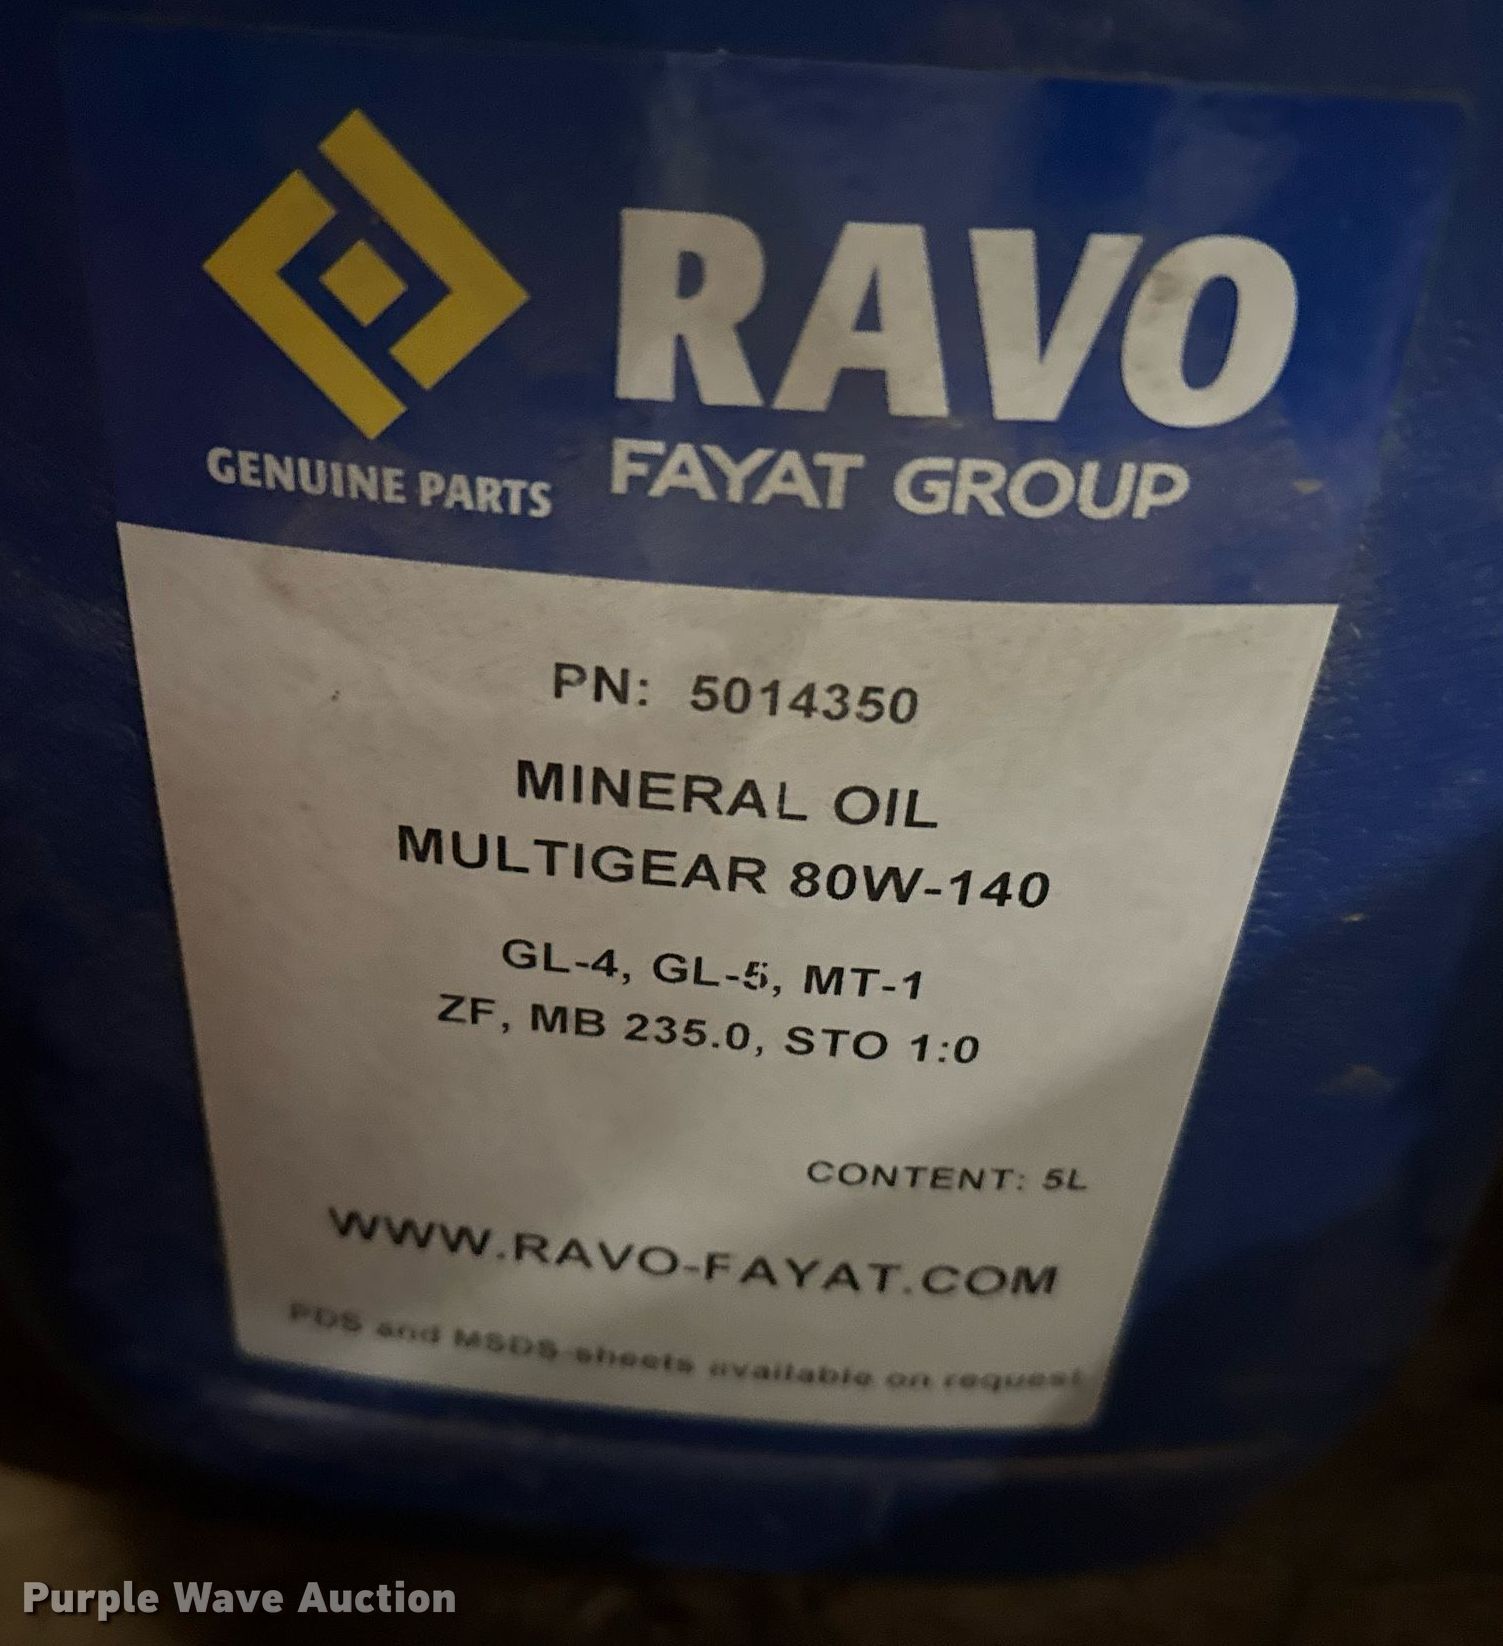 RAVO
FAYAT GROUP
GENUINE PARTS
PN: 5014350
MINERAL OIL
MULTIGEAR 80W-140
GL-4, GL-5, MT-1
ZF, MB 235.0, STO 1:0
CONTENT: 5L
WWW.RAVO-FAYAT.COM
PDS and MSDS-sheets available on request
Purple Wave Auction